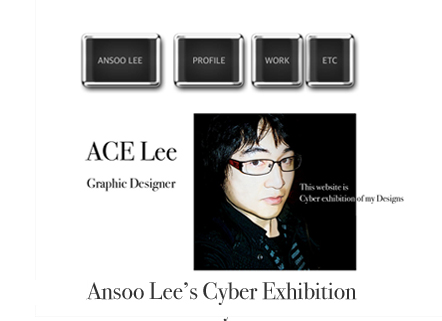 ANSOO LEE
PROFILE
WORK
ETC
ACE Lee
Graphic Designer
This website is
Cyber exhibition of my Designs
Ansoo Lee's Cyber Exhibition